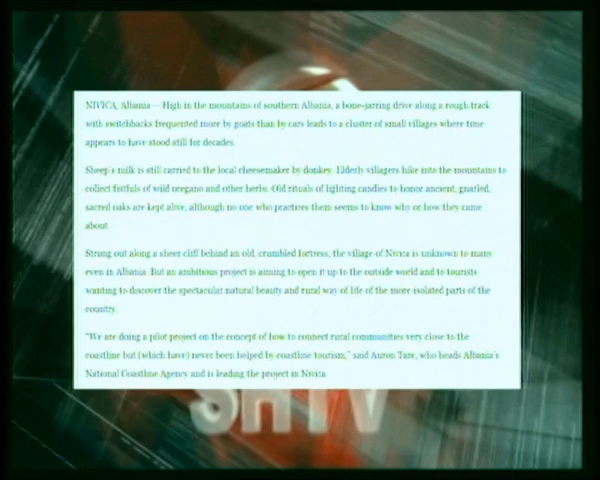 NIVICA, Albania — High in the mountains of southern Albania, a bone-jarring drive along a rough track
with switchbacks frequented more by goats than by cars leads to a cluster of small villages where time
appears to have stood still for decades.
Sheep's milk is still carried to the local cheesemaker by donkey. Elderly villagers hike into the mountains to
collect fistfuls of wild oregano and other herbs. Old rituals of lighting candles to honor ancient, gnarled,
sacred oaks are kept alive, although no one who practices them seems to know why or how they came
about.
Strung out along a sheer cliff behind an old, crumbled fortress, the village of Nivica is unknown to many
even in Albania. But an ambitious project is aiming to open it up to the outside world and to tourists
wanting to discover the spectacular natural beauty and rural way of life of the more isolated parts of the
country.
"We are doing a pilot project on the concept of how to connect rural communities very close to the
coastline but (which have) never been helped by coastline tourism," said Auron Tare, who heads Albania's
National Coastline Agency and is leading the project in Nivica.
SHTV